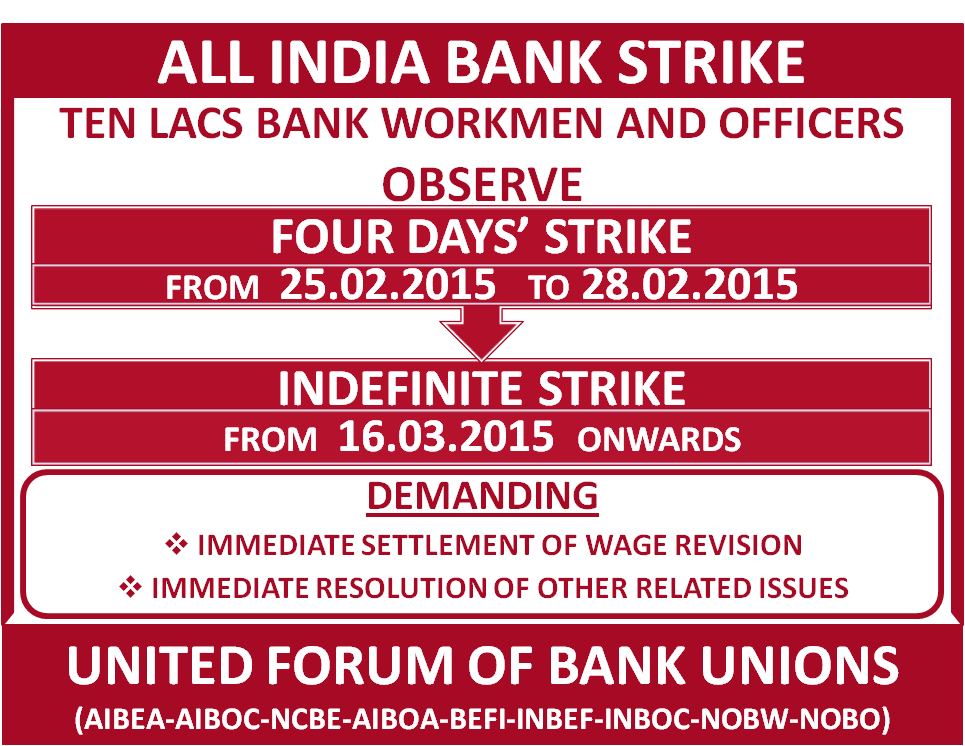 ALL INDIA BANK STRIKE
TEN LACS BANK WORKMEN AND OFFICERS
OBSERVE
FOUR DAYS’ STRIKE
FROM 25.02.2015 TO 28.02.2015
INDEFINITE STRIKE
FROM 16.03.2015 ONWARDS
DEMANDING
❖ IMMEDIATE SETTLEMENT OF WAGE REVISION
❖ IMMEDIATE RESOLUTION OF OTHER RELATED ISSUES
UNITED FORUM OF BANK UNIONS
(AIBEA-AIBOC-NCBE-AIBOA-BEFI-INBEF-INBOC-NOBW-NOBO)